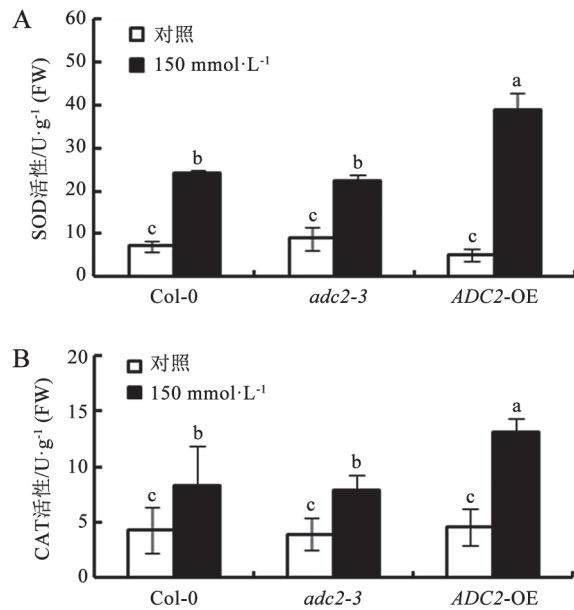 A
60
50
40
30
20
10
0
SOD活性/U·g⁻¹ (FW)
对照
150 mmol·L⁻¹
c
b
c
b
c
a
Col-0
adc2-3
ADC2-OE
B
20
15
10
5
0
CAT活性/U·g⁻¹ (FW)
对照
150 mmol·L⁻¹
c
b
c
b
c
a
Col-0
adc2-3
ADC2-OE